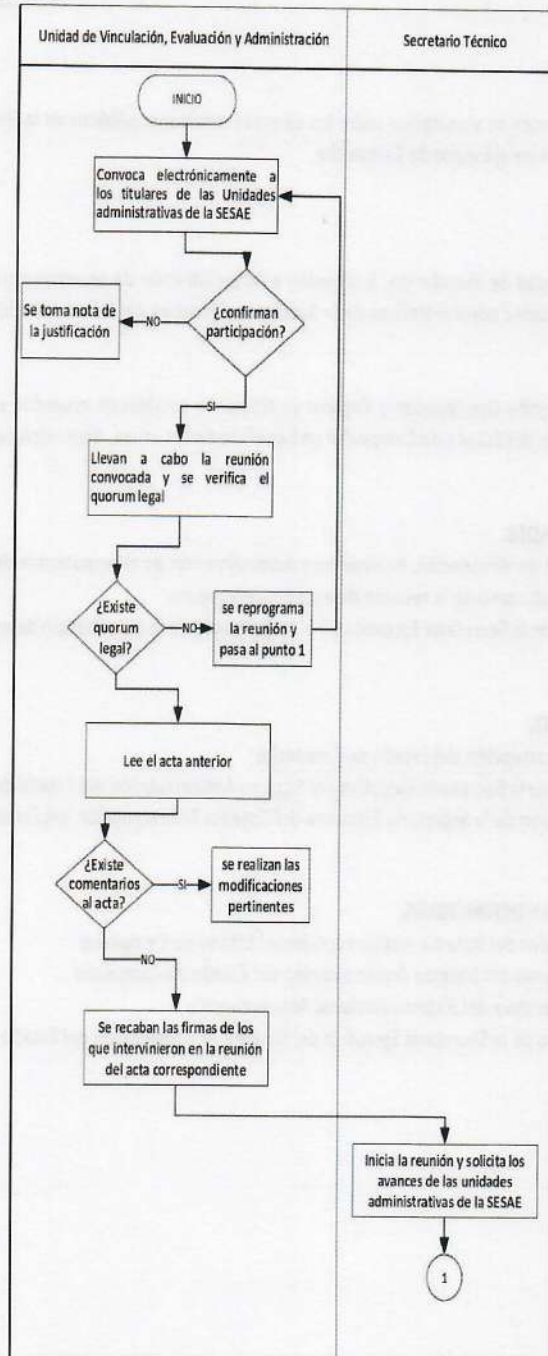 Unidad de Vinculación, Evaluación y Administración
Secretario Técnico
INICIO
Convoca electrónicamente a
los titulares de las Unidades
administrativas de la SESAE
¿confirman
participación?
NO
Se toma nota de
la justificación
SI
Llevan a cabo la reunión
convocada y se verifica el
quorum legal
¿Existe
quorum
legal?
NO
se reprograma
la reunión y
pasa al punto 1
Lee el acta anterior
¿Existe
comentarios
al acta?
SI
se realizan las
modificaciones
pertinentes
NO
Se recaban las firmas de los
que intervinieron en la reunión
del acta correspondiente
Inicia la reunión y solicita los
avances de las unidades
administrativas de la SESAE
1